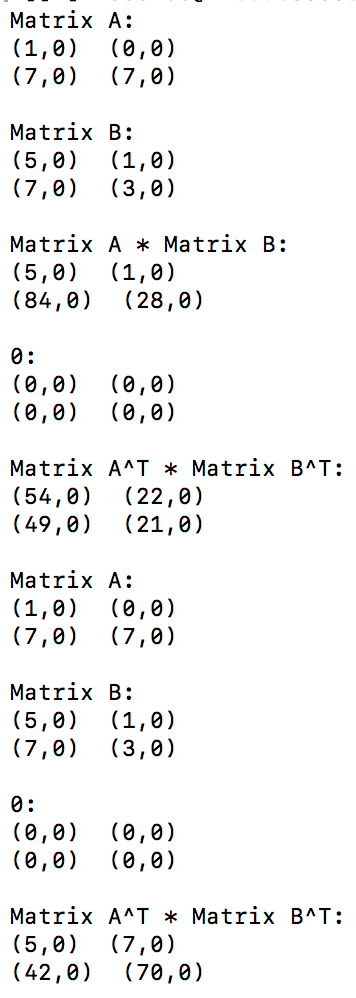 Matrix A:
(1,0)  (0,0)
(7,0)  (7,0)
Matrix B:
(5,0)  (1,0)
(7,0)  (3,0)
Matrix A * Matrix B:
(5,0)  (1,0)
(84,0)  (28,0)
0:
(0,0)  (0,0)
(0,0)  (0,0)
Matrix A^T * Matrix B^T:
(54,0)  (22,0)
(49,0)  (21,0)
Matrix A:
(1,0)  (0,0)
(7,0)  (7,0)
Matrix B:
(5,0)  (1,0)
(7,0)  (3,0)
0:
(0,0)  (0,0)
(0,0)  (0,0)
Matrix A^T * Matrix B^T:
(5,0)  (7,0)
(42,0)  (70,0)